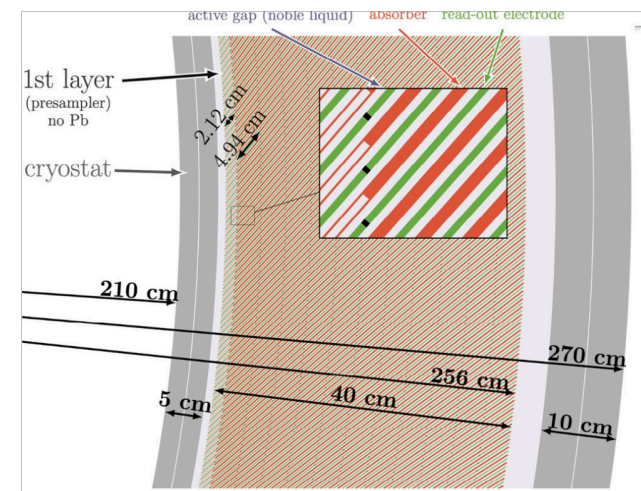 active gap (noble liquid) absorber read-out electrode
1st layer
(presampler)
no Pb
2.12 cm
4.94 cm
cryostat
210 cm
270 cm
256 cm
40 cm
5 cm
10 cm